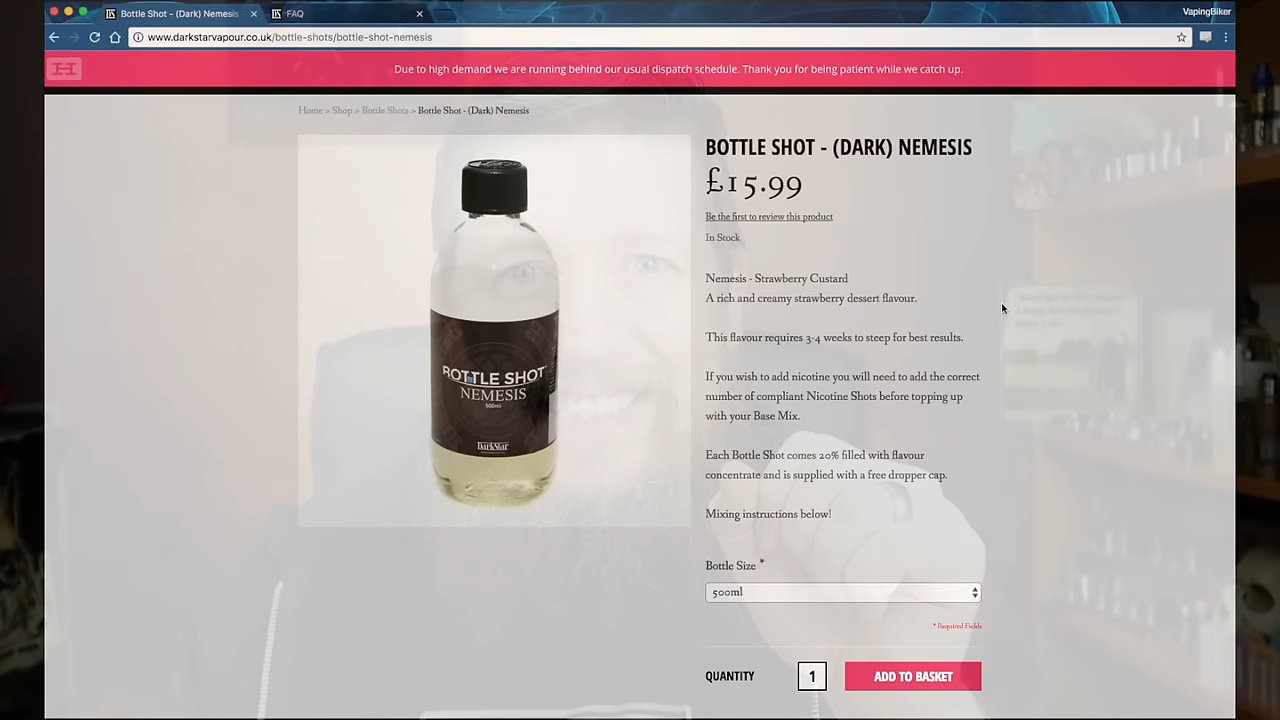 Bottle Shot - (Dark) Nemesis
FAQ
VapingBiker
www.darkstarvapour.co.uk/bottle-shots/bottle-shot-nemesis
H
Due to high demand we are running behind our usual dispatch schedule. Thank you for being patient while we catch up.
Home > Shop > Bottle Shots > Bottle Shot - (Dark) Nemesis
BOTTLE SHOT
NEMESIS
500ml
DarkStar
BOTTLE SHOT - (DARK) NEMESIS
£15.99
Be the first to review this product
In Stock
Nemesis - Strawberry Custard
A rich and creamy strawberry dessert flavour.
This flavour requires 3-4 weeks to steep for best results.
If you wish to add nicotine you will need to add the correct
number of compliant Nicotine Shots before topping up
with your Base Mix.
Each Bottle Shot comes 20% filled with flavour
concentrate and is supplied with a free dropper cap.
Mixing instructions below!
Bottle Size *
500ml
* Required Fields
QUANTITY
1
ADD TO BASKET